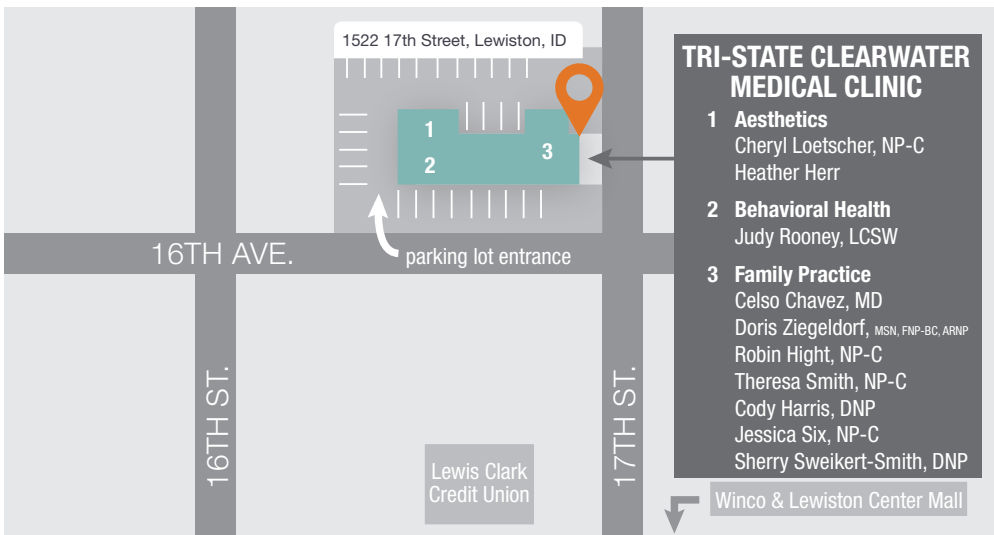 1522 17th Street, Lewiston, ID
1
2
3
16TH AVE.
parking lot entrance
16TH ST.
17TH ST.
Lewis Clark
Credit Union
TRI-STATE CLEARWATER
MEDICAL CLINIC
1 Aesthetics
Cheryl Loetscher, NP-C
Heather Herr
2 Behavioral Health
Judy Rooney, LCSW
3 Family Practice
Celso Chavez, MD
Doris Ziegeldorf, MSN, FNP-BC, ARNP
Robin Hight, NP-C
Theresa Smith, NP-C
Cody Harris, DNP
Jessica Six, NP-C
Sherry Sweikert-Smith, DNP
Winco & Lewiston Center Mall